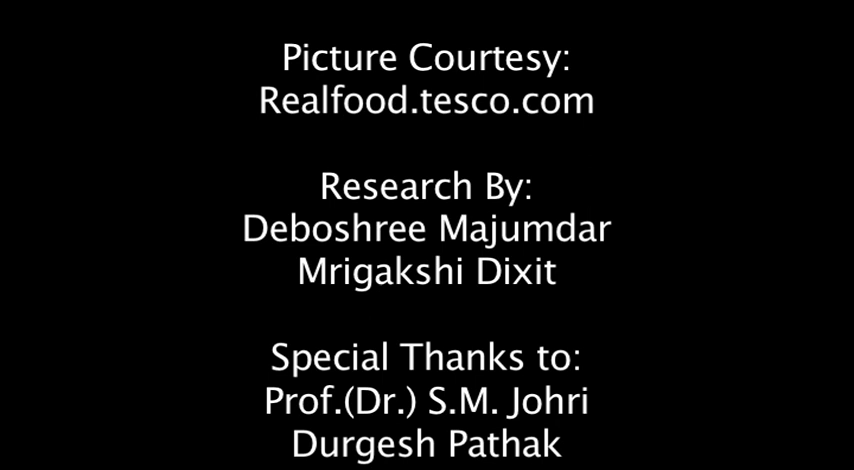 Picture Courtesy:
Realfood.tesco.com
Research By:
Deboshree Majumdar
Mrigakshi Dixit
Special Thanks to:
Prof.(Dr.) S.M. Johri
Durgesh Pathak